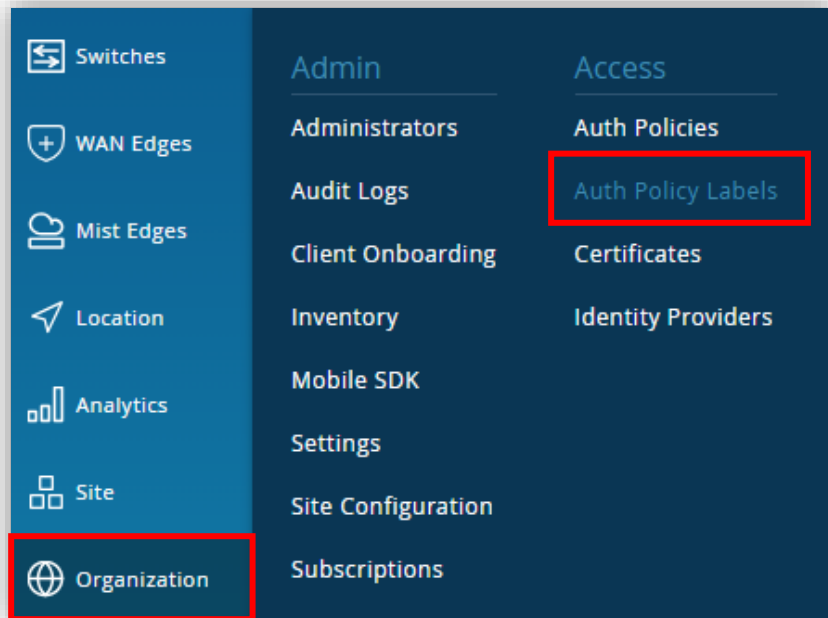 Switches
WAN Edges
Mist Edges
Location
Analytics
Site
Organization
Admin
Administrators
Audit Logs
Client Onboarding
Inventory
Mobile SDK
Settings
Site Configuration
Subscriptions
Access
Auth Policies
Auth Policy Labels
Certificates
Identity Providers